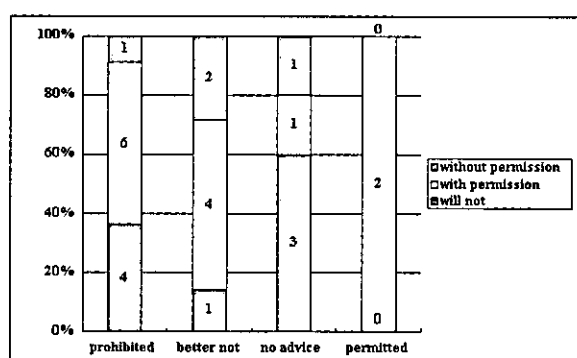 100%
80%
60%
40%
20%
0%
1
6
4
2
4
1
1
1
3
0
2
0
prohibited
better not
no advice
permitted
without permission
with permission
will not